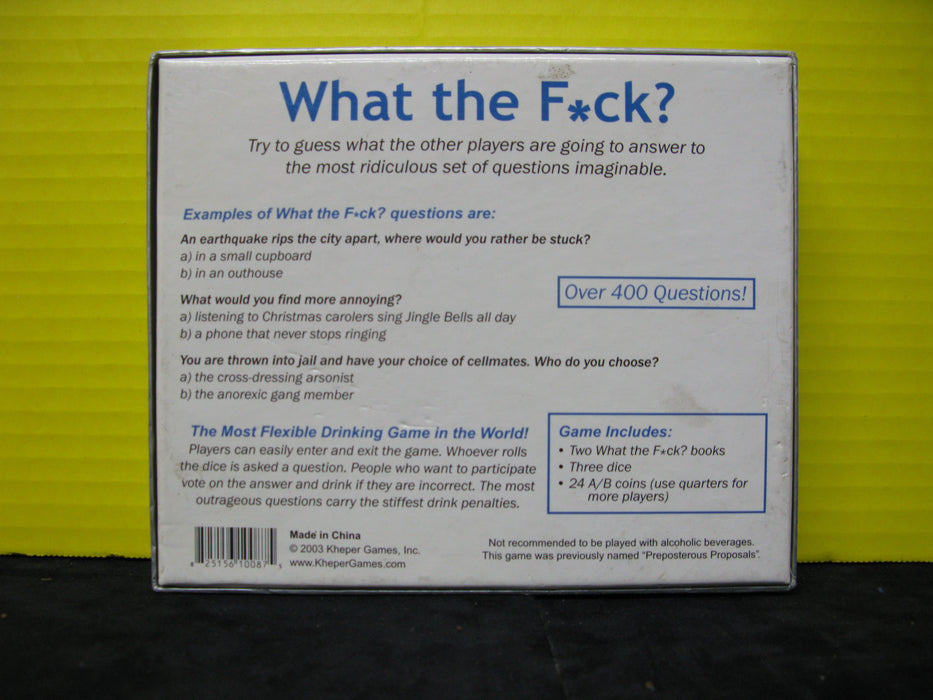 What the F*ck?
Try to guess what the other players are going to answer to
the most ridiculous set of questions imaginable.
Examples of What the F*ck? questions are:
An earthquake rips the city apart, where would you rather be stuck?
a) in a small cupboard
b) in an outhouse
Over 400 Questions!
What would you find more annoying?
a) listening to Christmas carolers sing Jingle Bells all day
b) a phone that never stops ringing
You are thrown into jail and have your choice of cellmates. Who do you choose?
a) the cross-dressing arsonist
b) the anorexic gang member
The Most Flexible Drinking Game in the World!
Players can easily enter and exit the game. Whoever rolls
the dice is asked a question. People who want to participate
vote on the answer and drink if they are incorrect. The most
outrageous questions carry the stiffest drink penalties.
Game Includes:
• Two What the F*ck? books
• Three dice
• 24 A/B coins (use quarters for
more players)
8 25156 10087 5
Made in China
© 2003 Kheper Games, Inc.
www.KheperGames.com
Not recommended to be played with alcoholic beverages.
This game was previously named "Preposterous Proposals".